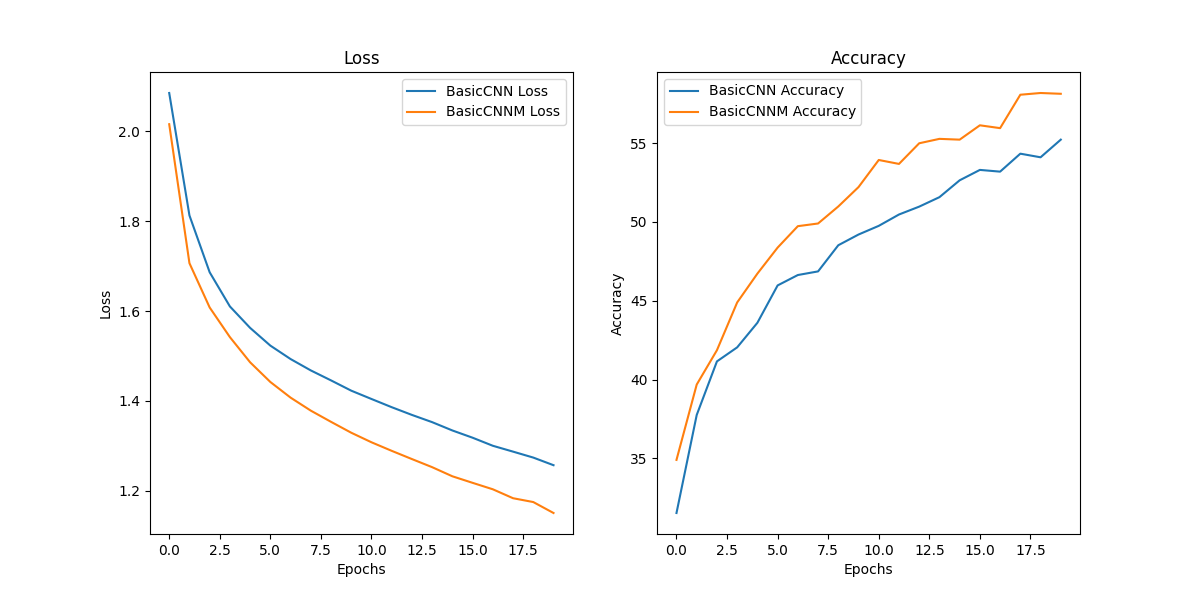 Loss
BasicCNN Loss
BasicCNNM Loss
2.0
1.8
1.6
1.4
1.2
Loss
0.0 2.5 5.0 7.5 10.0 12.5 15.0 17.5
Epochs
Accuracy
BasicCNN Accuracy
BasicCNNM Accuracy
55
50
45
40
35
Accuracy
0.0 2.5 5.0 7.5 10.0 12.5 15.0 17.5
Epochs